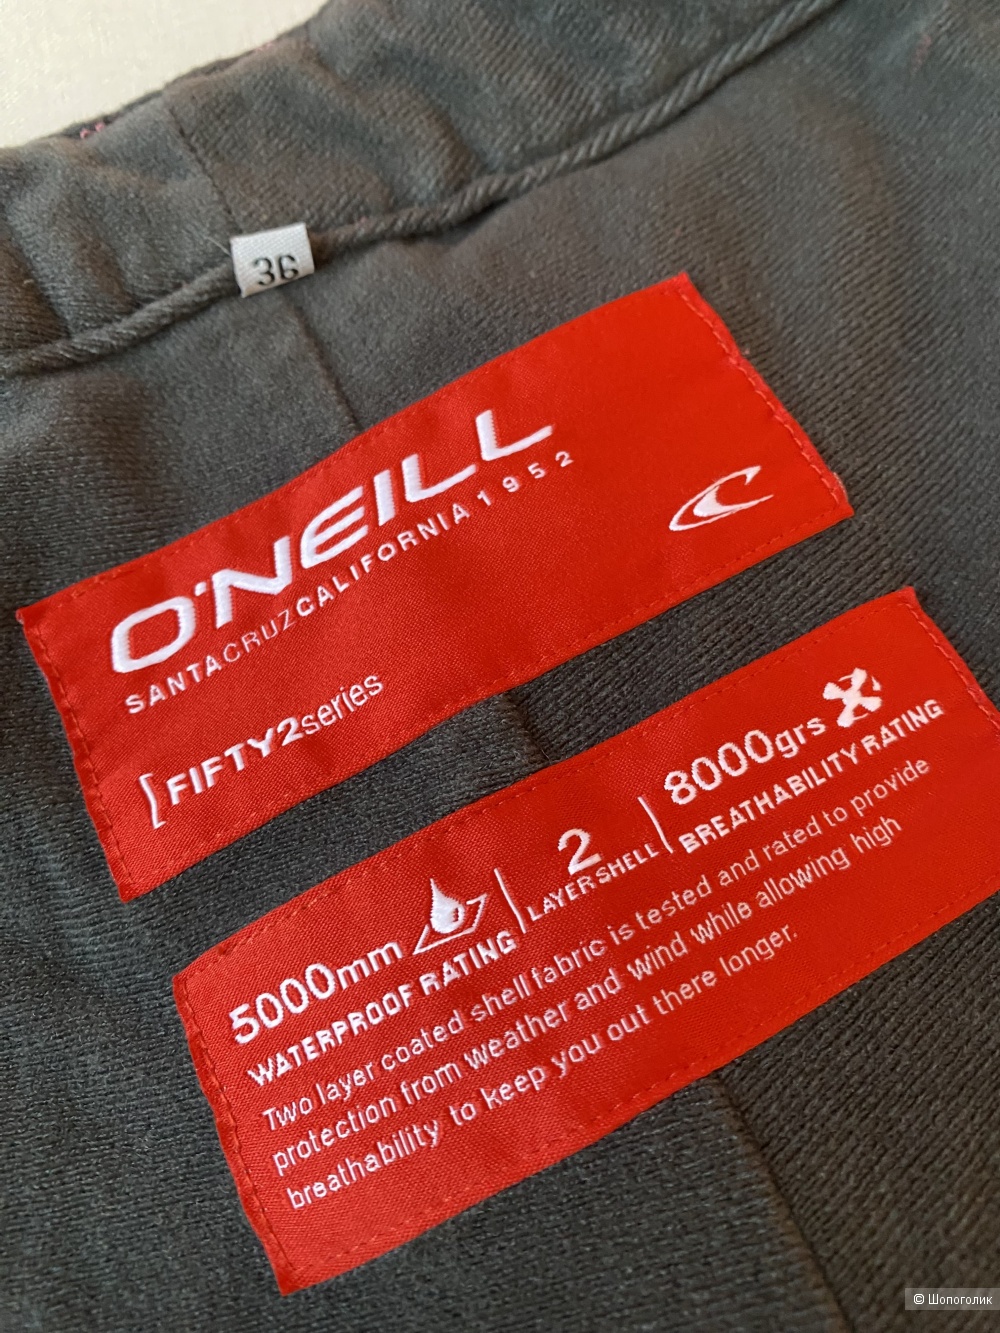 36
O'NEILL
SANTACRUZCALIFORNIA 1952
[FIFTY2series
5000mm
WATERPROOF RATING
2
LAYER SHELL
8000grs
BREATHABILITY RATING
Two layer coated shell fabric is tested and rated to provide
protection from weather and wind while allowing high
breathability to keep you out there longer.
© Шопоголик